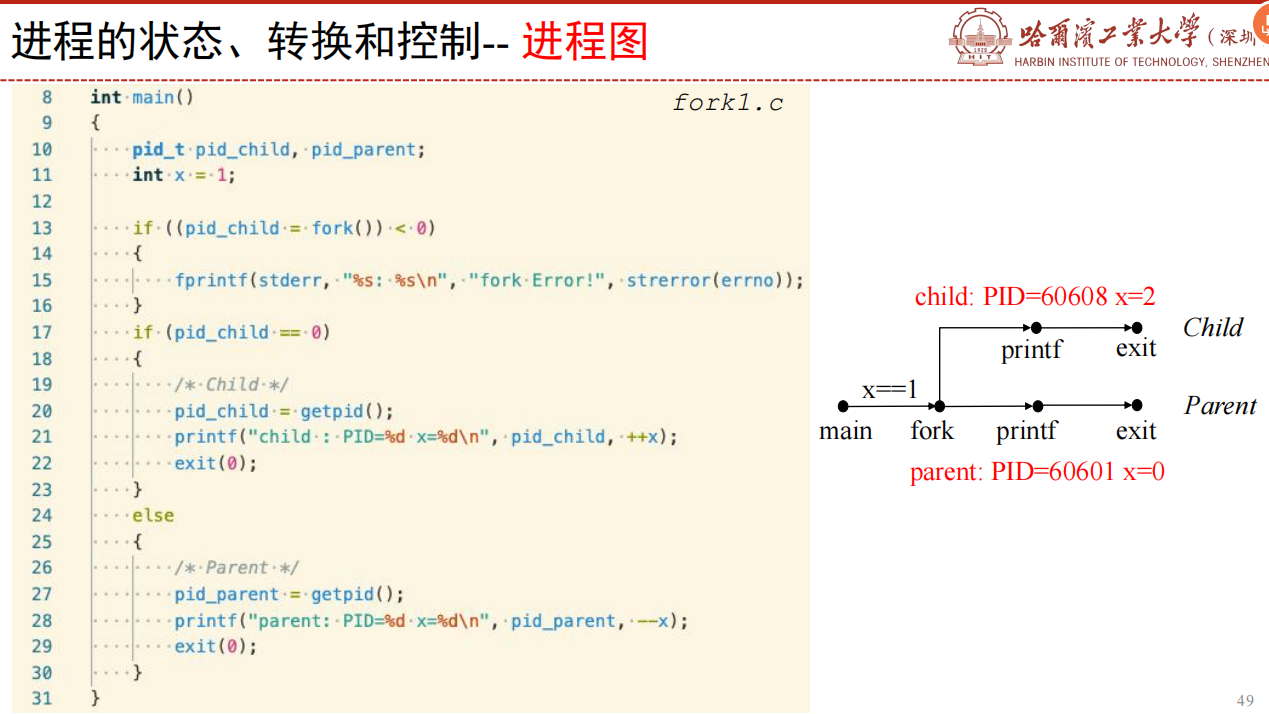 进程的状态、转换和控制-- 进程图
哈爾濱工業大學(深圳
HARBIN INSTITUTE OF TECHNOLOGY, SHENZHEN
1920
HIT
fork1.c
8 int main()
9 {
10 pid_t pid_child, pid_parent;
11 int x = 1;
12
13 if ((pid_child = fork()) < 0)
14 {
15 fprintf(stderr, "%s: %s\n", "fork Error!", strerror(errno));
16 }
17 if (pid_child == 0)
18 {
19 /* Child */
20 pid_child = getpid();
21 printf("child : PID=%d x=%d\n", pid_child, ++x);
22 exit(0);
23 }
24 else
25 {
26 /* Parent */
27 pid_parent = getpid();
28 printf("parent: PID=%d x=%d\n", pid_parent, --x);
29 exit(0);
30 }
31 }
child: PID=60608 x=2
Child
printf exit
x==1
Parent
main fork printf exit
parent: PID=60601 x=0
49